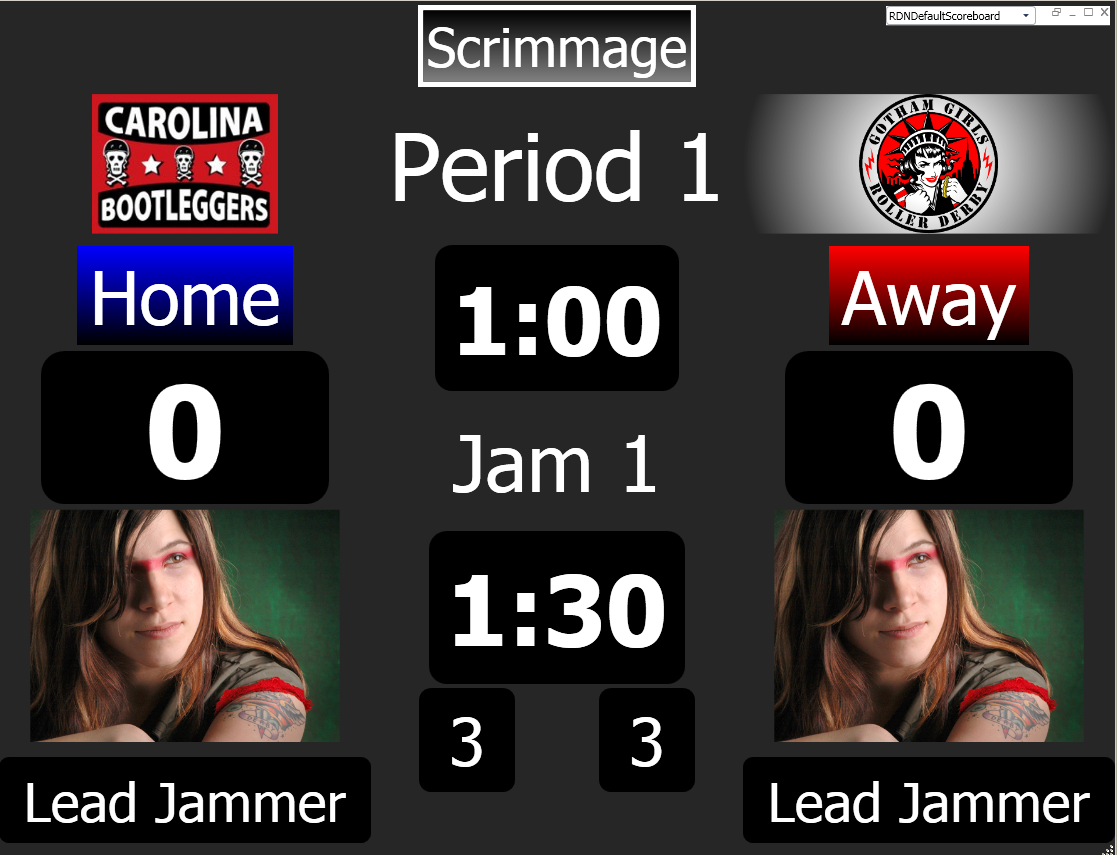 Scrimmage
RDNDefaultScoreboard
CAROLINA
BOOTLEGGERS
Period 1
GOTHAM GIRLS
ROLLER DERBY
Home
1:00
Away
0
0
Jam 1
1:30
3
3
Lead Jammer
Lead Jammer